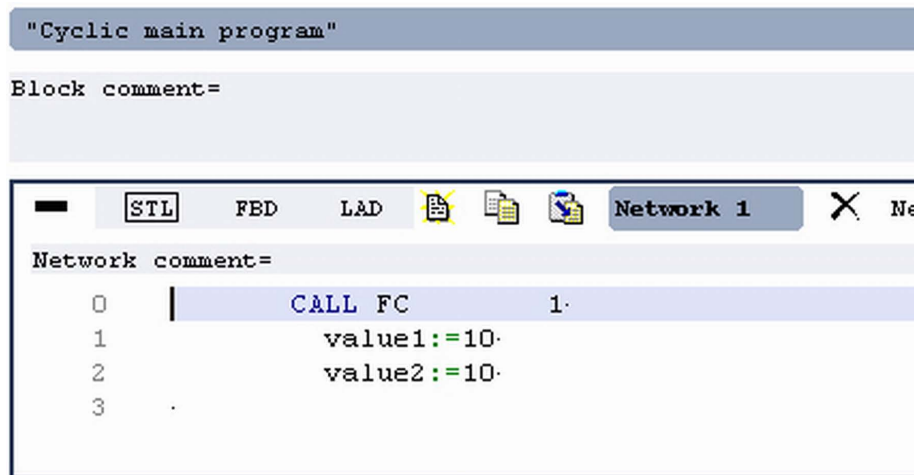 "Cyclic main program"
Block comment=
STL FBD LAD Network 1 Ne
Network comment=
0 CALL FC 1
1 value1:=10
2 value2:=10
3